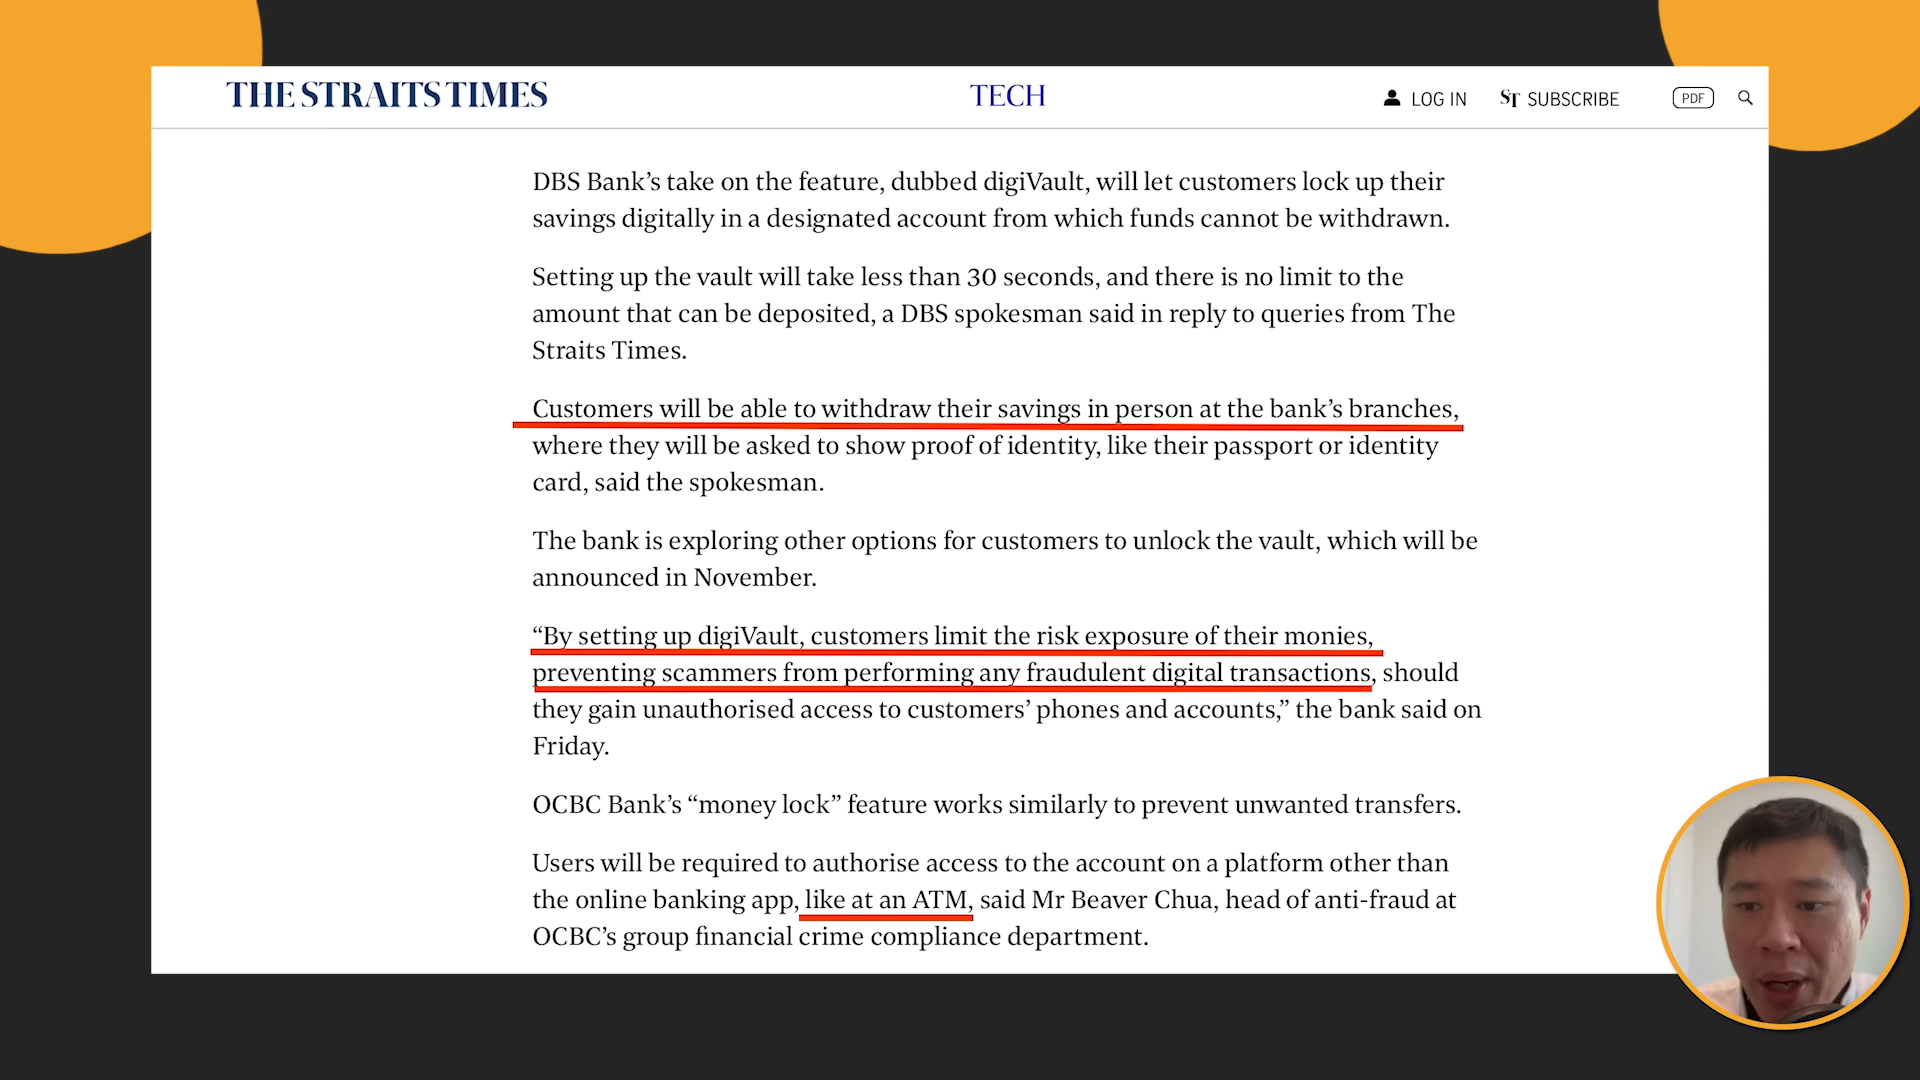 THE STRAITS TIMES
TECH
LOG IN
ST SUBSCRIBE
PDF
DBS Bank’s take on the feature, dubbed digiVault, will let customers lock up their
savings digitally in a designated account from which funds cannot be withdrawn.
Setting up the vault will take less than 30 seconds, and there is no limit to the
amount that can be deposited, a DBS spokesman said in reply to queries from The
Straits Times.
Customers will be able to withdraw their savings in person at the bank’s branches,
where they will be asked to show proof of identity, like their passport or identity
card, said the spokesman.
The bank is exploring other options for customers to unlock the vault, which will be
announced in November.
“By setting up digiVault, customers limit the risk exposure of their monies,
preventing scammers from performing any fraudulent digital transactions, should
they gain unauthorised access to customers’ phones and accounts,” the bank said on
Friday.
OCBC Bank’s “money lock” feature works similarly to prevent unwanted transfers.
Users will be required to authorise access to the account on a platform other than
the online banking app, like at an ATM, said Mr Beaver Chua, head of anti-fraud at
OCBC’s group financial crime compliance department.